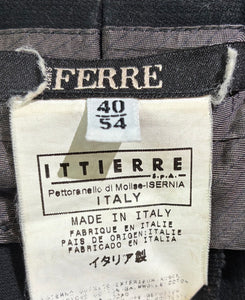 FERRE
40
54
ITTIERRE
S.p.A.
Pettoranello di Molise-ISERNIA
ITALY
MADE IN ITALY
FABRIQUE EN ITALIE
PAIS DE ORIGEN:ITALIE
FABRICADO EN ITALIA
イタリア製